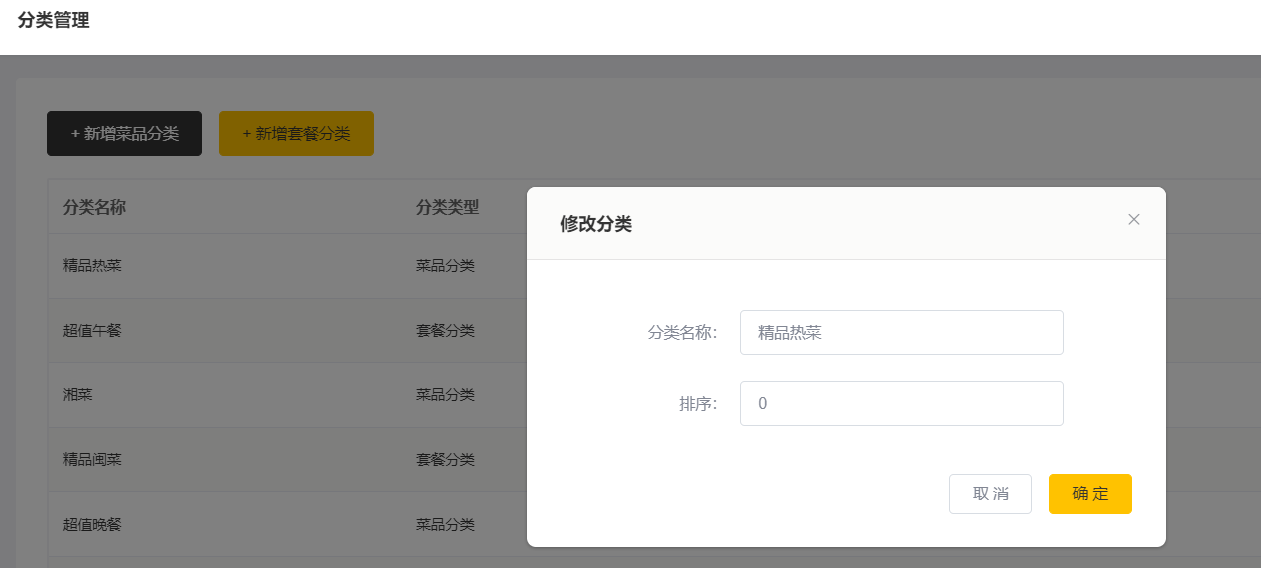 分类管理
+ 新增菜品分类 + 新增套餐分类
分类名称 分类类型
精品热菜 菜品分类
超值午餐 套餐分类
湘菜 菜品分类
精品闽菜 套餐分类
超值晚餐 菜品分类
修改分类
分类名称: 精品热菜
排序: 0
取 消 确 定